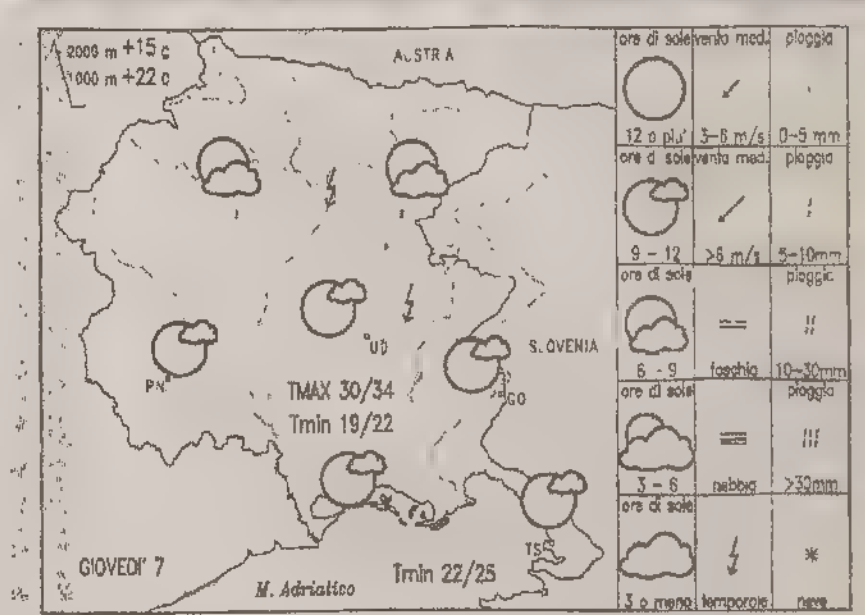 2000 m +15 c
1000 m +22 c
AUSTRIA
SLOVENIA
UD
PN
GO
TMAX 30/34
Tmin 19/22
TS
GIOVEDI' 7
M. Adriatico
Tmin 22/25
ore di sole vento med. pioggia
12 o piu' 3-6 m/s 0-5 mm
ore di sole vento med. pioggia
9 - 12 >6 m/s 5-10mm
ore di sole pioggia
6 - 9 foschia 10-30mm
ore di sole pioggia
3 - 6 nebbia >30mm
ore di sole
3 o meno temporale neve